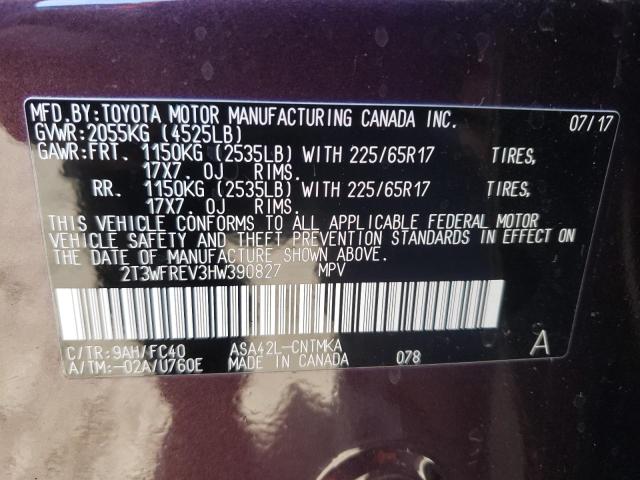 MFD.BY:TOYOTA MOTOR MANUFACTURING CANADA INC. 07/17
GVWR:2055KG (4525LB)
GAWR:FRT. 1150KG (2535LB) WITH 225/65R17 TIRES,
17X7.0J RIMS.
RR. 1150KG (2535LB) WITH 225/65R17 TIRES,
17X7.0J RIMS.
THIS VEHICLE CONFORMS TO ALL APPLICABLE FEDERAL MOTOR
VEHICLE SAFETY AND THEFT PREVENTION STANDARDS IN EFFECT ON
THE DATE OF MANUFACTURE SHOWN ABOVE.
2T3WFREV3HW390827 MPV
C/TR:9AH/FC40 ASA42L-CNTMKA A
A/TM:-02A/U760E MADE IN CANADA 078